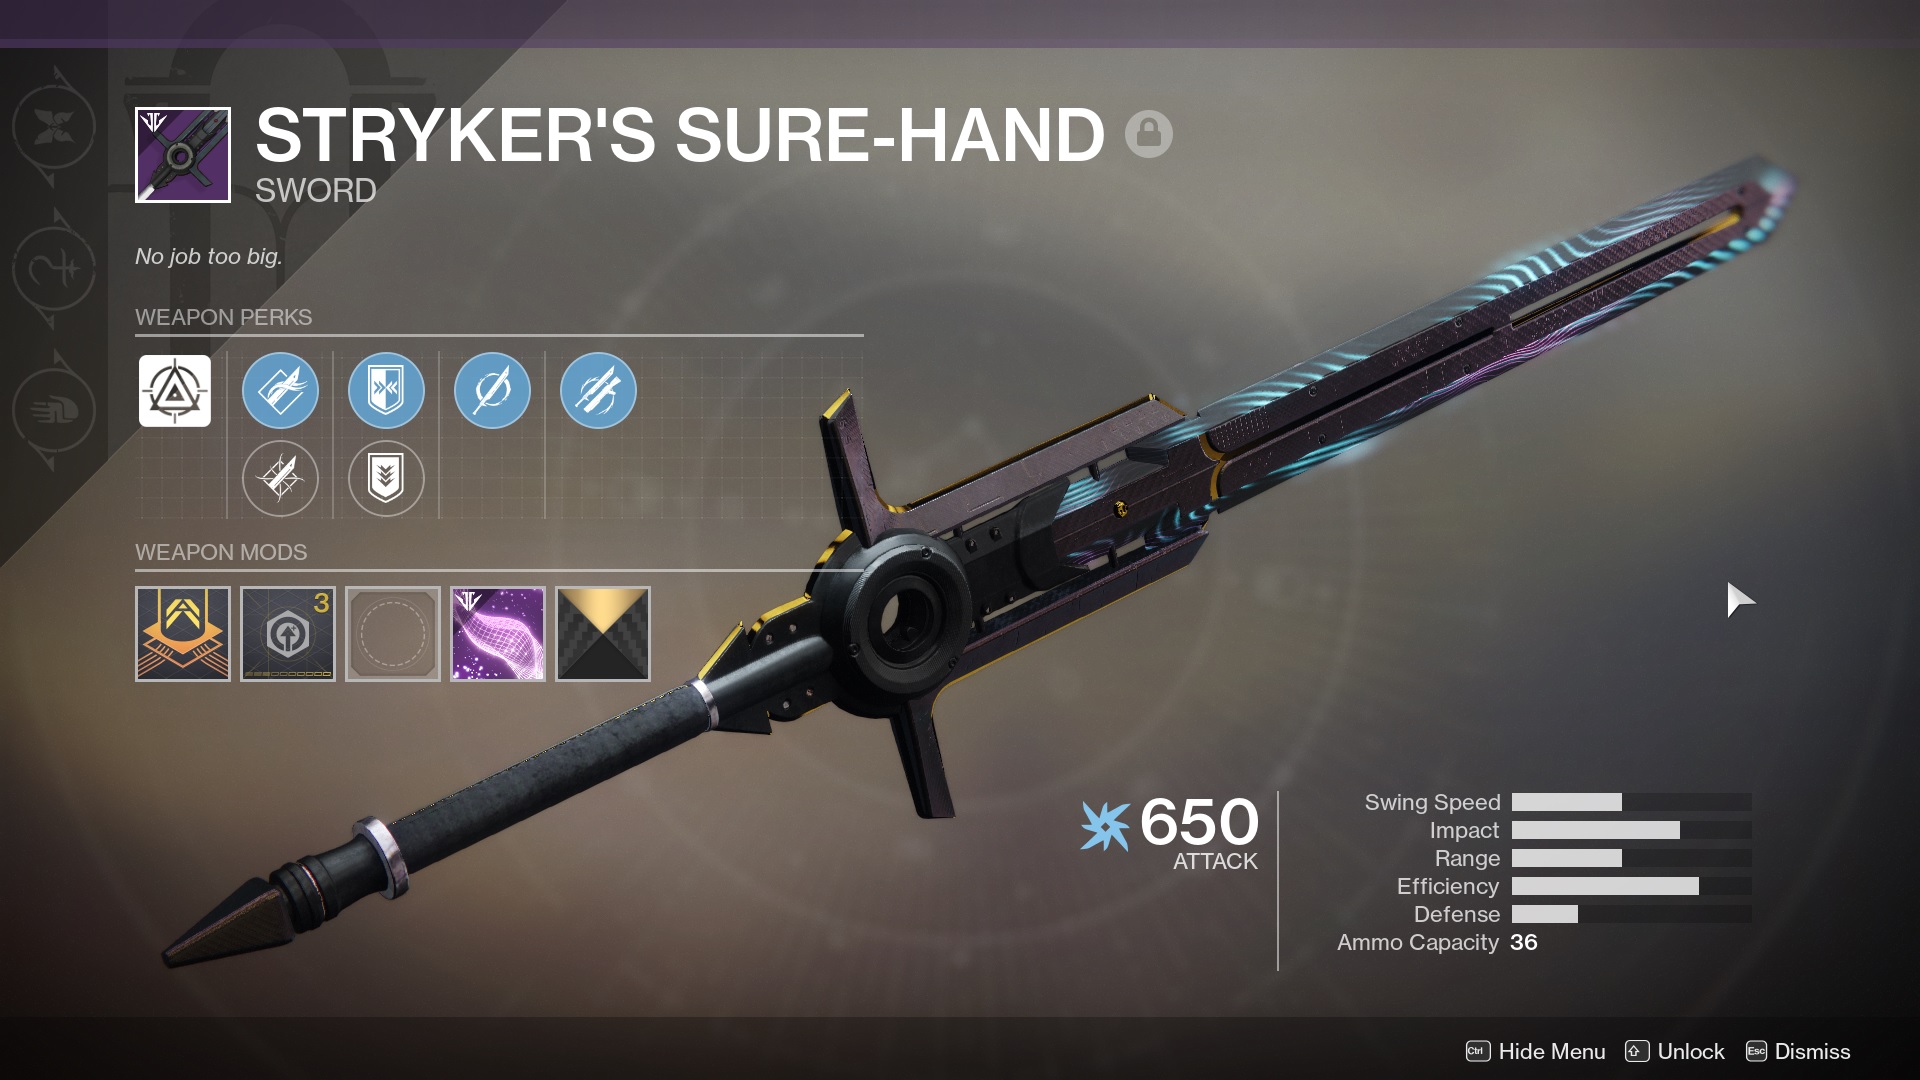 STRYKER'S SURE-HAND
SWORD
No job too big.
WEAPON PERKS
WEAPON MODS
3
650
ATTACK
Swing Speed
Impact
Range
Efficiency
Defense
Ammo Capacity 36
Ctrl Hide Menu Unlock Esc Dismiss